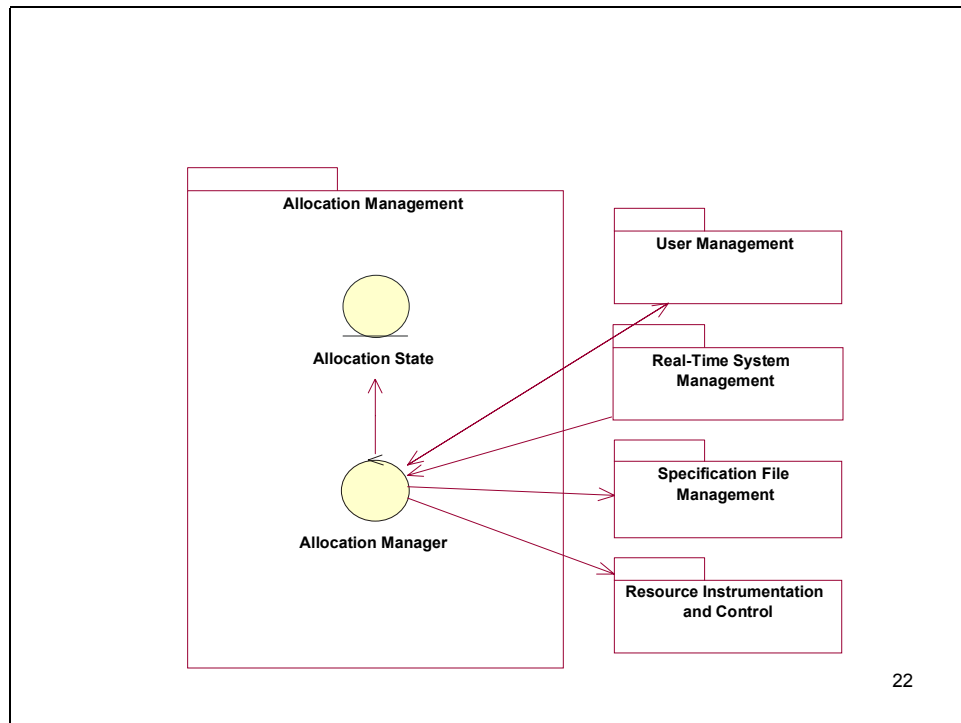 Allocation Management
Allocation State
Allocation Manager
User Management
Real-Time System
Management
Specification File
Management
Resource Instrumentation
and Control
22